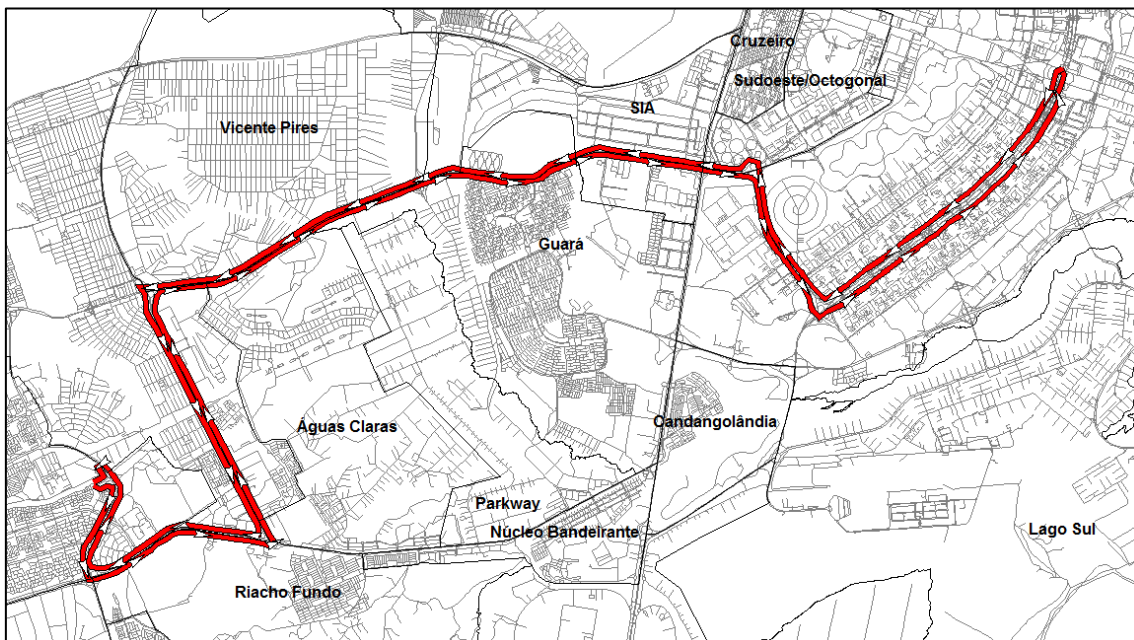 Cruzeiro
Sudoeste/Octogonal
SIA
Vicente Pires
Guará
Águas Claras
Candangolândia
Parkway
Núcleo Bandeirante
Lago Sul
Riacho Fundo